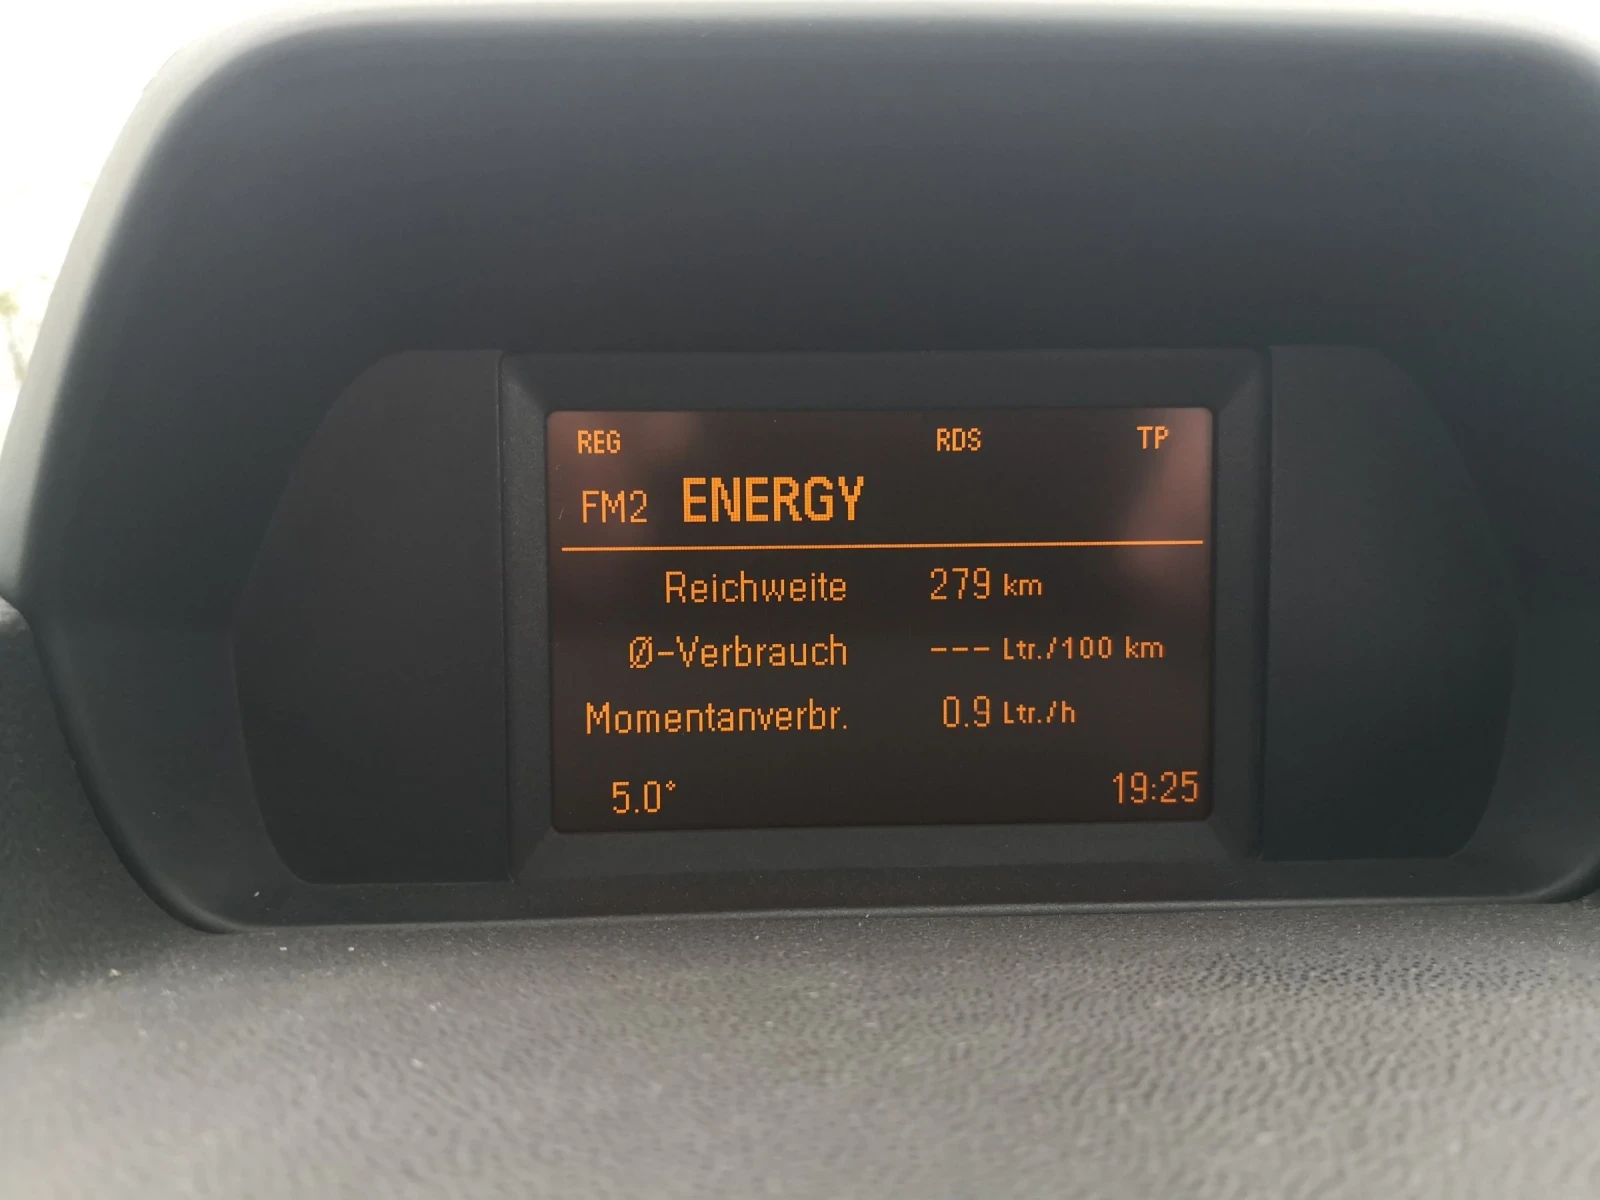 REG RDS TP
FM2 ENERGY
Reichweite 279 km
Ø-Verbrauch --- Ltr./100 km
Momentanverbr. 0.9 Ltr./h
5.0° 19:25